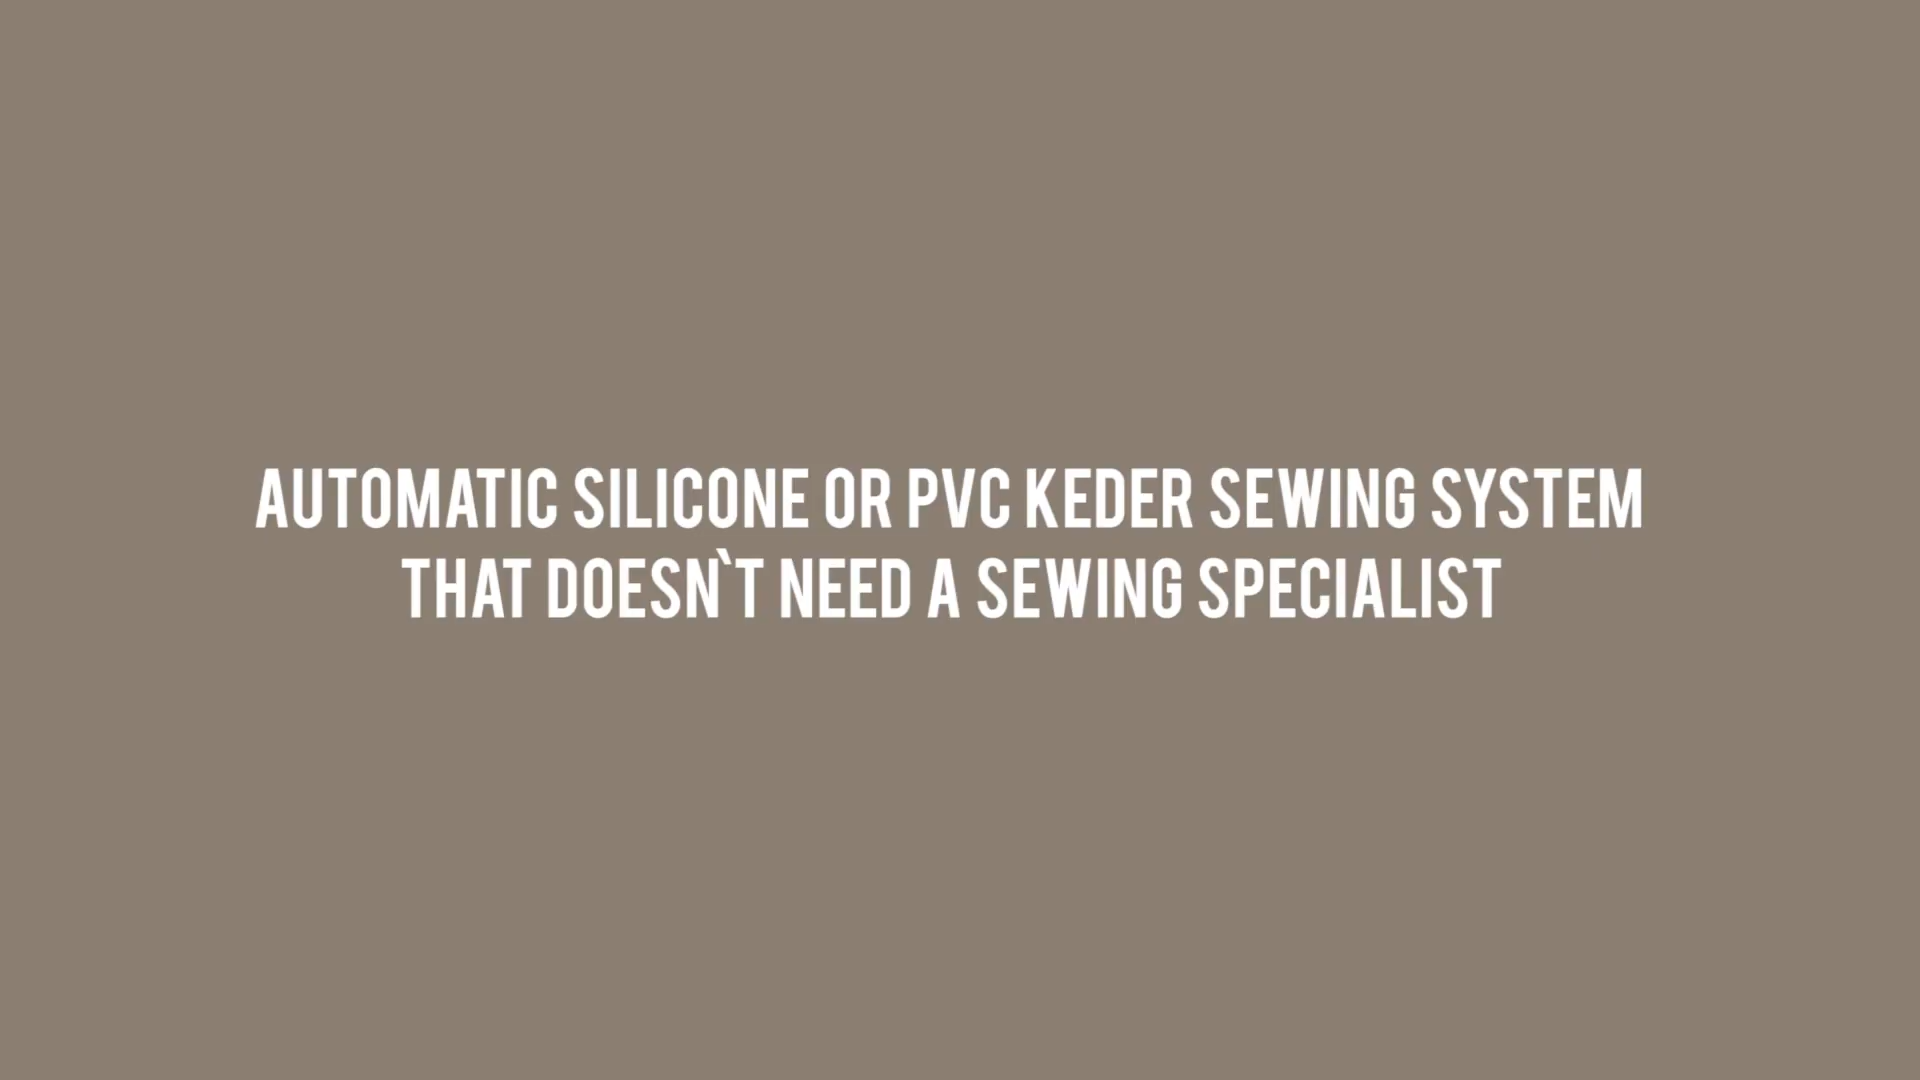 AUTOMATIC SILICONE OR PVC KEDER SEWING SYSTEM
THAT DOESN`T NEED A SEWING SPECIALIST